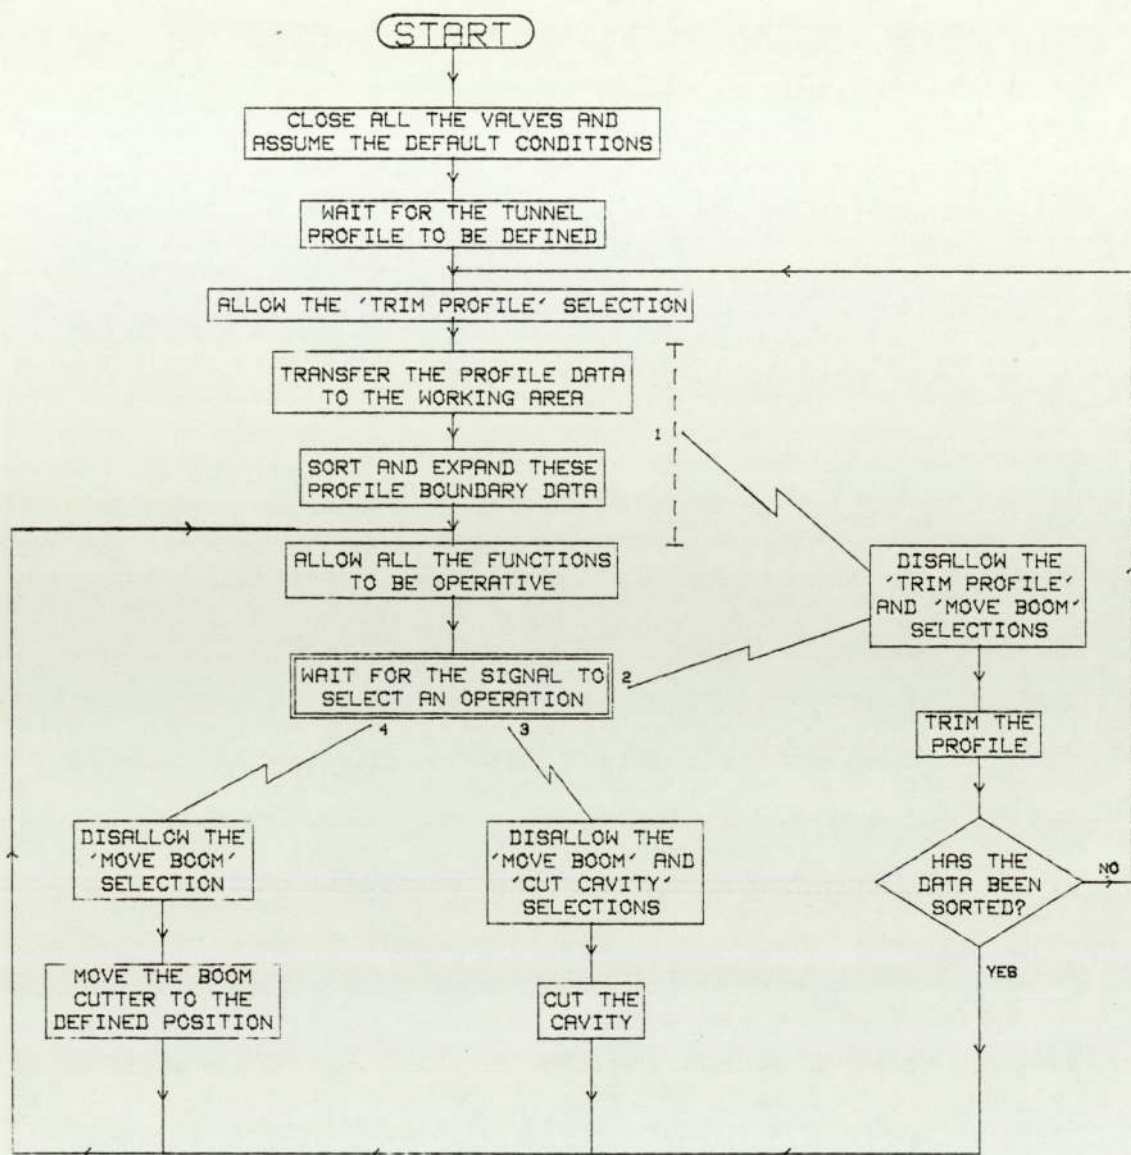 START
CLOSE ALL THE VALVES AND
ASSUME THE DEFAULT CONDITIONS
WAIT FOR THE TUNNEL
PROFILE TO BE DEFINED
ALLOW THE 'TRIM PROFILE' SELECTION
TRANSFER THE PROFILE DATA
TO THE WORKING AREA
1
SORT AND EXPAND THESE
PROFILE BOUNDARY DATA
ALLOW ALL THE FUNCTIONS
TO BE OPERATIVE
DISALLOW THE
'TRIM PROFILE'
AND 'MOVE BOOM'
SELECTIONS
WAIT FOR THE SIGNAL TO
SELECT AN OPERATION
2
4
3
TRIM THE
PROFILE
DISALLOW THE
'MOVE BOOM'
SELECTION
DISALLOW THE
'MOVE BOOM' AND
'CUT CAVITY'
SELECTIONS
HAS THE
DATA BEEN
SORTED?
NO
YES
MOVE THE BOOM
CUTTER TO THE
DEFINED POSITION
CUT THE
CAVITY